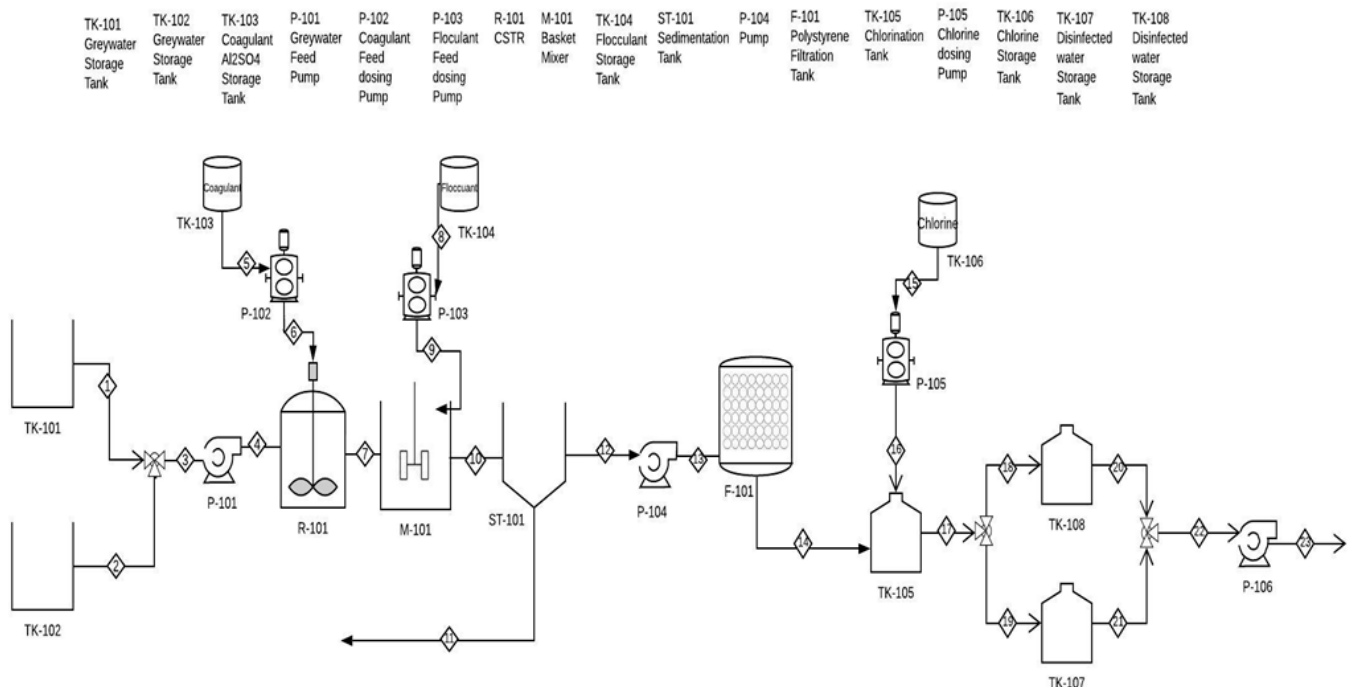 TK-101
Greywater
Storage
Tank
TK-102
Greywater
Storage
Tank
TK-103
Coagulant
Al2SO4
Storage
Tank
P-101
Greywater
Feed
Pump
P-102
Coagulant
Feed
dosing
Pump
P-103
Floculant
Feed
dosing
Pump
R-101
CSTR
M-101
Basket
Mixer
TK-104
Flocculant
Storage
Tank
ST-101
Sedimentation
Tank
P-104
Pump
F-101
Polystyrene
Filtration
Tank
TK-105
Chlorination
Tank
P-105
Chlorine
dosing
Pump
TK-106
Chlorine
Storage
Tank
TK-107
Disinfected
water
Storage
Tank
TK-108
Disinfected
water
Storage
Tank
Coagulant
TK-103
Floccuant
TK-104
Chlorine
TK-106
5
8
15
P-102
P-103
P-105
6
9
16
TK-101
1
TK-102
2
3
P-101
4
R-101
7
M-101
10
ST-101
11
12
P-104
13
F-101
14
TK-105
17
18
19
TK-108
TK-107
20
21
22
P-106
23